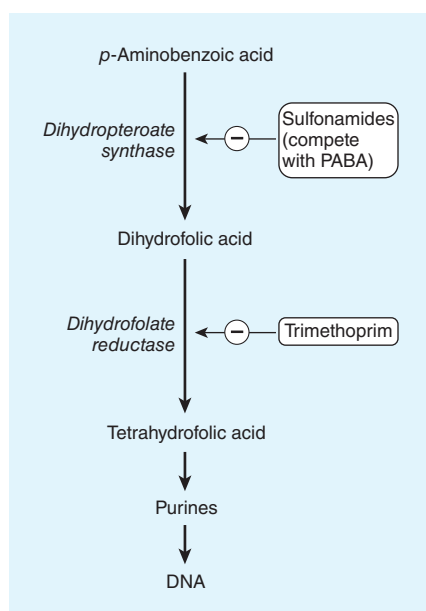 p-Aminobenzoic acid
Dihydropteroate
synthase
Sulfonamides
(compete
with PABA)
Dihydrofolic acid
Dihydrofolate
reductase
Trimethoprim
Tetrahydrofolic acid
Purines
DNA